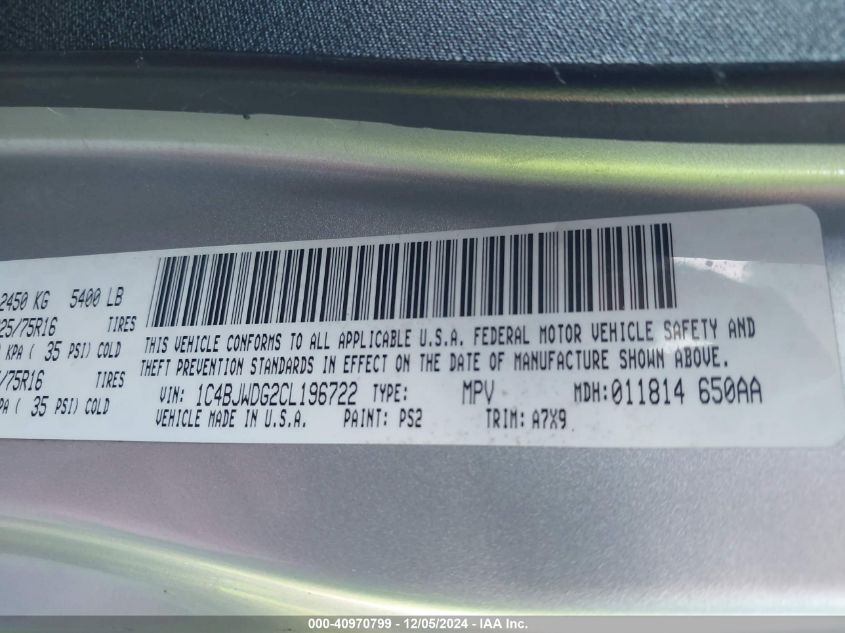 2450 KG 5400 LB
25/75R16 TIRES
KPA ( 35 PSI) COLD
/75R16 TIRES
PA ( 35 PSI) COLD
THIS VEHICLE CONFORMS TO ALL APPLICABLE U.S.A. FEDERAL MOTOR VEHICLE SAFETY AND
THEFT PREVENTION STANDARDS IN EFFECT ON THE DATE OF MANUFACTURE SHOWN ABOVE.
VIN: 1C4BJWDG2CL196722 TYPE: MPV MDH:011814 650AA
VEHICLE MADE IN U.S.A. PAINT: PS2 TRIM: A7X9
000-40970799 - 12/05/2024 - IAA Inc.